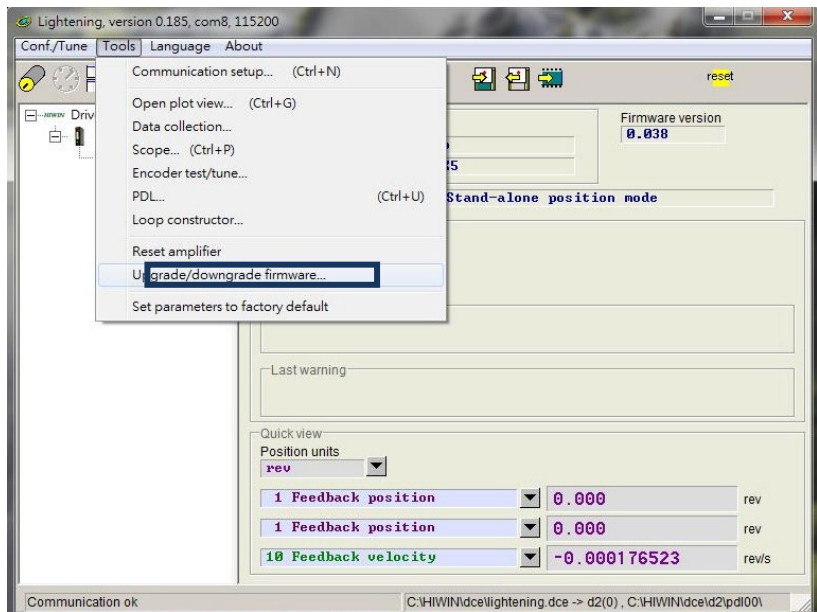 Lightening, version 0.185, com8, 115200
Conf./Tune Tools Language About
Communication setup... (Ctrl+N)
reset
Open plot view... (Ctrl+G)
Data collection...
Scope... (Ctrl+P)
Encoder test/tune...
PDL... (Ctrl+U)
Loop constructor...
Reset amplifier
Upgrade/downgrade firmware...
Set parameters to factory default
HIWIN Driv
Firmware version
0.038
Stand-alone position mode
Last warning
Quick view
Position units
rev
1 Feedback position 0.000 rev
1 Feedback position 0.000 rev
10 Feedback velocity -0.000176523 rev/s
Communication ok C:\HIWIN\dce\lightening.dce -> d2(0) , C:\HIWIN\dce\d2\pdl00\